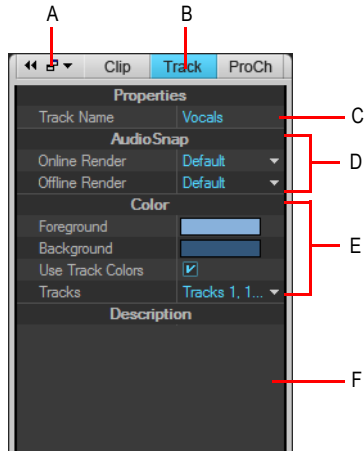 A B
Clip Track ProCh
Properties
Track Name Vocals C
AudioSnap
Online Render Default D
Offline Render Default
Color
Foreground
Background E
Use Track Colors
Tracks Tracks 1, 1...
Description
F